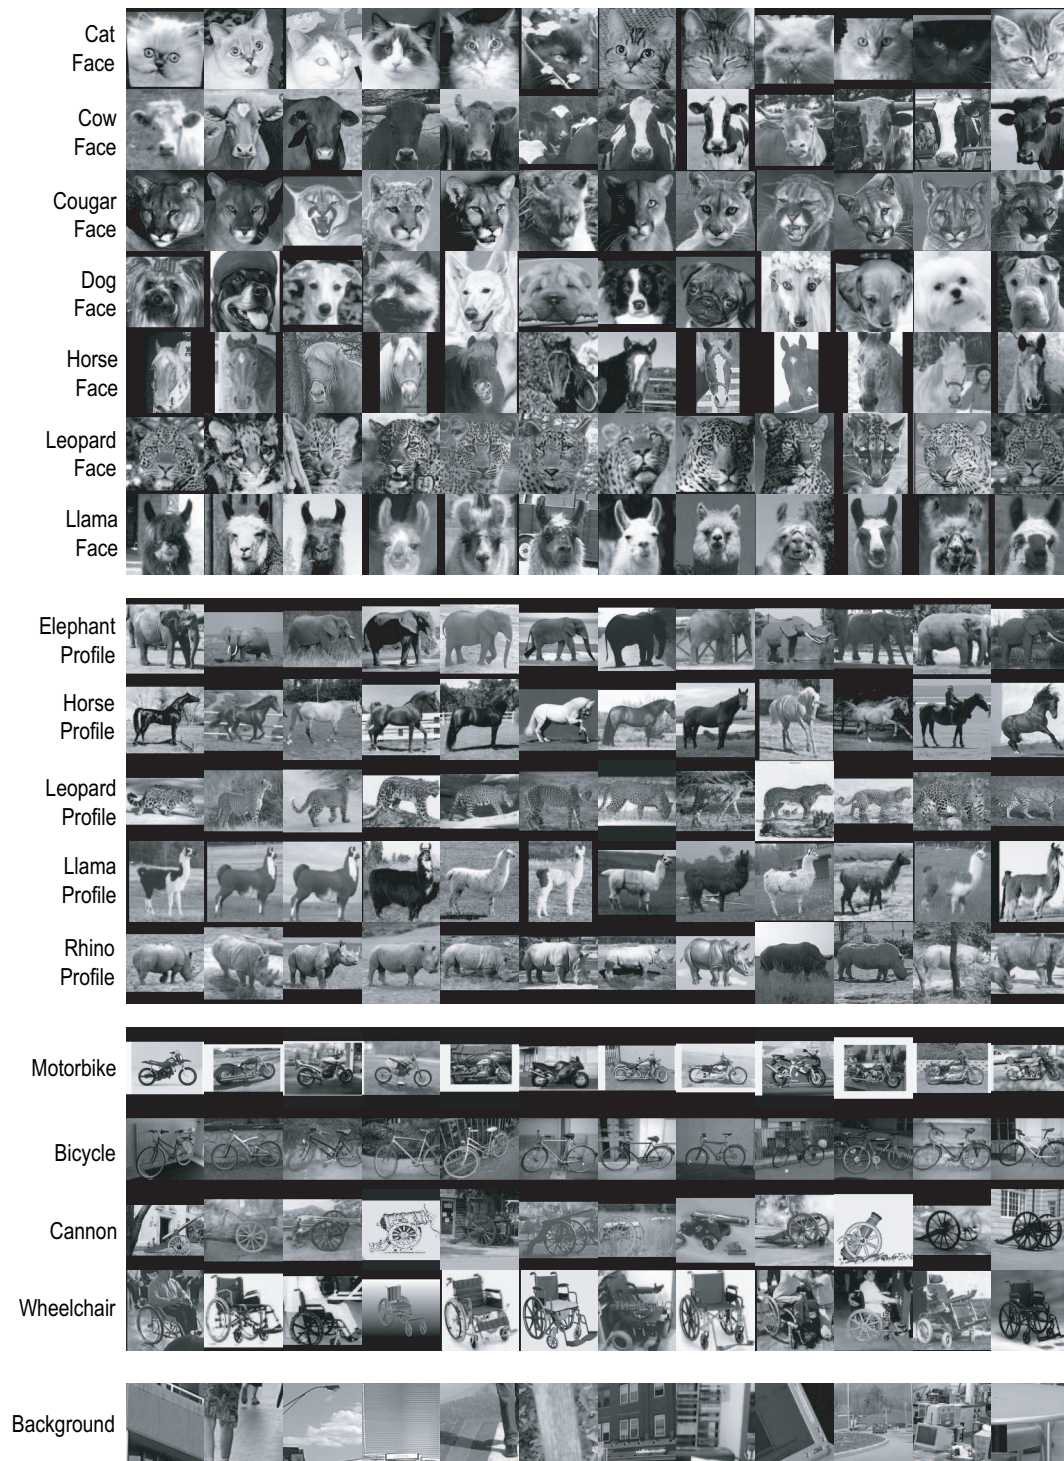 Cat
Face
Cow
Face
Cougar
Face
Dog
Face
Horse
Face
Leopard
Face
Llama
Face
Elephant
Profile
Horse
Profile
Leopard
Profile
Llama
Profile
Rhino
Profile
Motorbike
Bicycle
Cannon
Wheelchair
Background